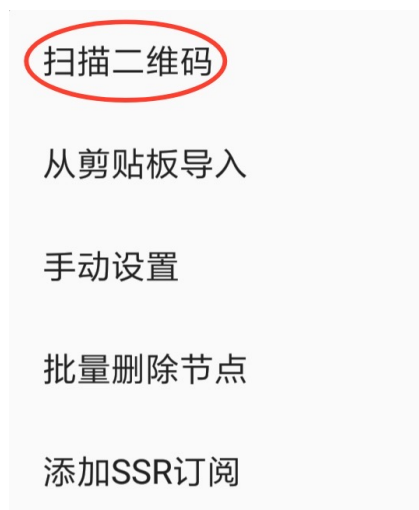 扫描二维码
从剪贴板导入
手动设置
批量删除节点
添加SSR订阅